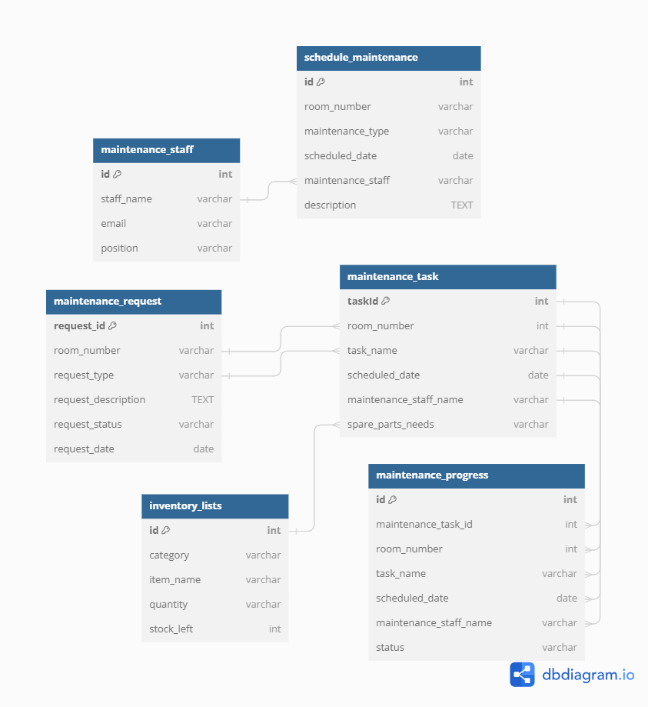 schedule_maintenance
id int
room_number varchar
maintenance_type varchar
scheduled_date date
maintenance_staff varchar
description TEXT
maintenance_staff
id int
staff_name varchar
email varchar
position varchar
maintenance_task
taskId int
room_number int
task_name varchar
scheduled_date date
maintenance_staff_name varchar
spare_parts_needs varchar
maintenance_request
request_id int
room_number varchar
request_type varchar
request_description TEXT
request_status varchar
request_date date
maintenance_progress
id int
maintenance_task_id int
room_number int
task_name varchar
scheduled_date date
maintenance_staff_name varchar
status varchar
inventory_lists
id int
category varchar
item_name varchar
quantity varchar
stock_left int
dbdiagram.io